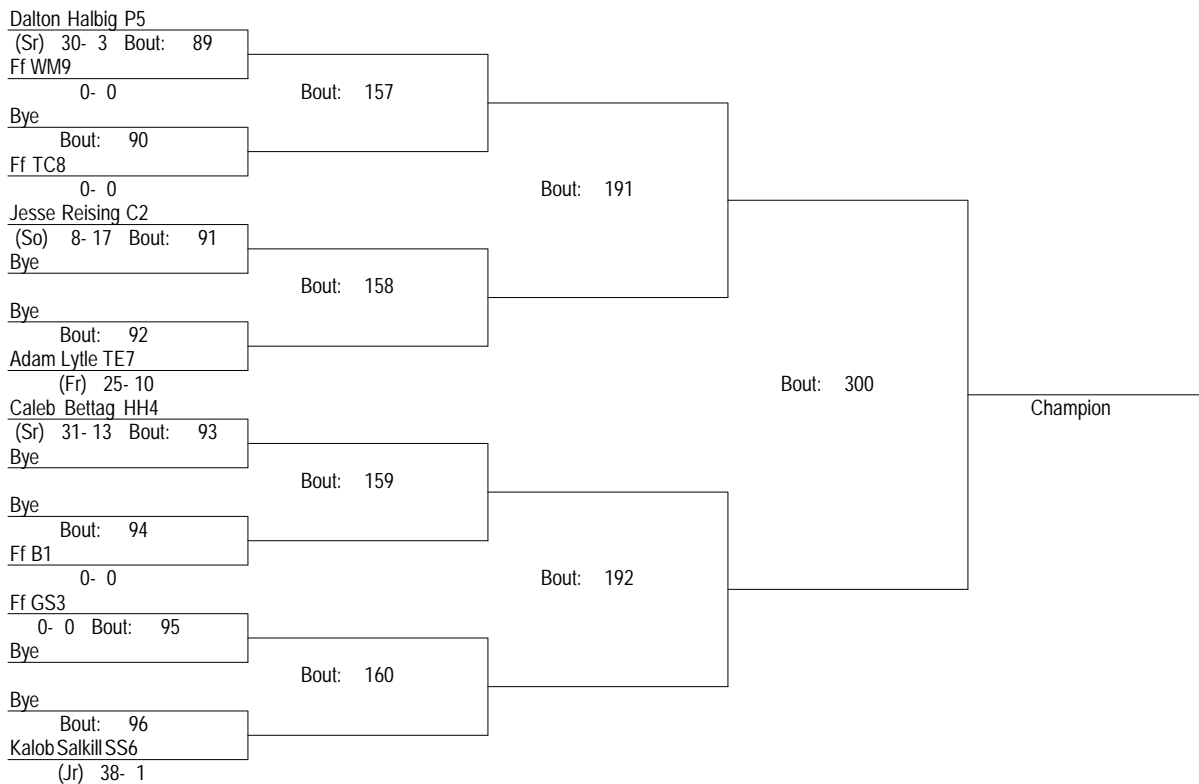 Dalton Halbig P5
(Sr) 30- 3 Bout: 89
Ff WM9
0- 0
Bout: 157
Bye
Bout: 90
Ff TC8
0- 0
Bout: 191
Jesse Reising C2
(So) 8- 17 Bout: 91
Bye
Bout: 158
Bye
Bout: 92
Adam Lytle TE7
(Fr) 25- 10
Bout: 300
Champion
Caleb Bettag HH4
(Sr) 31- 13 Bout: 93
Bye
Bout: 159
Bye
Bout: 94
Ff B1
0- 0
Bout: 192
Ff GS3
0- 0 Bout: 95
Bye
Bout: 160
Bye
Bout: 96
Kalob Salkill SS6
(Jr) 38- 1